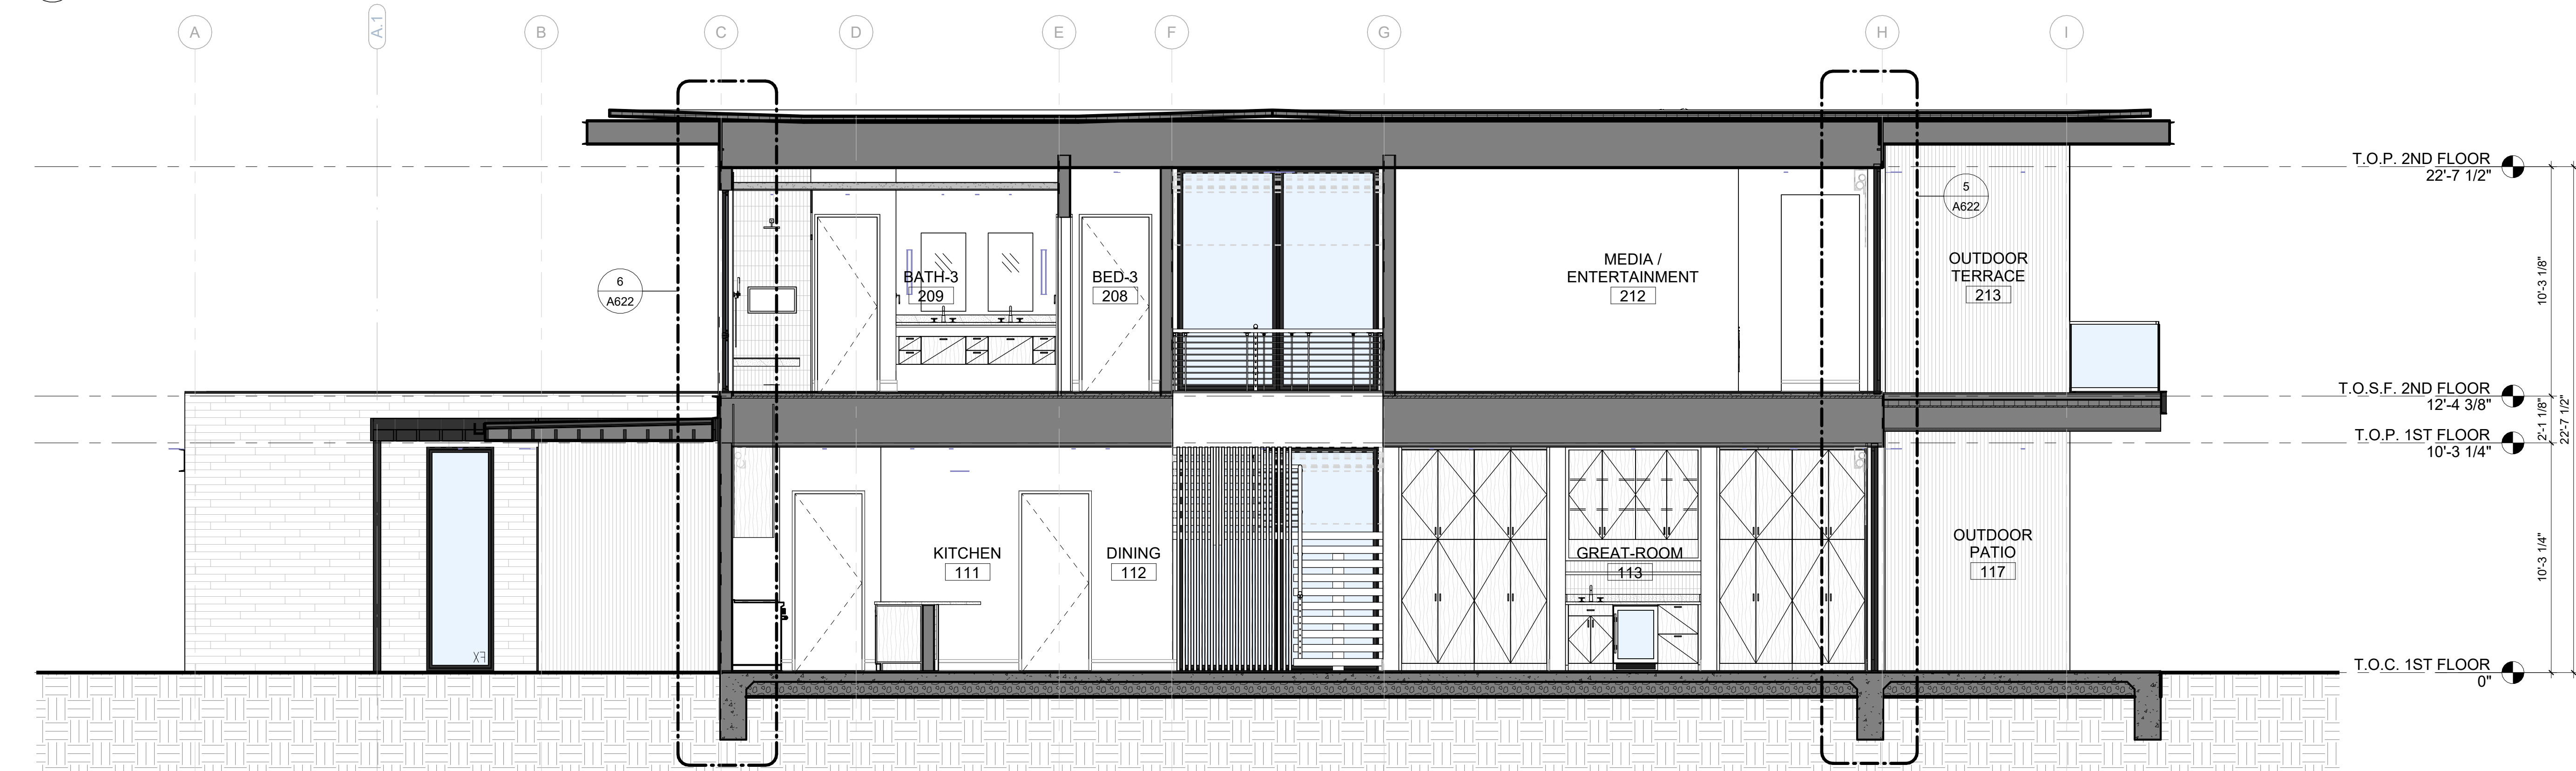 A
A.1
B
C
D
E
F
G
H
I
T.O.P. 2ND FLOOR
22'-7 1/2"
5
A622
6
A622
BATH-3
209
BED-3
208
MEDIA /
ENTERTAINMENT
212
OUTDOOR
TERRACE
213
10'-3 1/8"
T.O.S.F. 2ND FLOOR
12'-4 3/8"
2'-1 1/8"
22'-7 1/2"
T.O.P. 1ST FLOOR
10'-3 1/4"
KITCHEN
111
DINING
112
GREAT-ROOM
113
OUTDOOR
PATIO
117
10'-3 1/4"
FX
T.O.C. 1ST FLOOR
0"